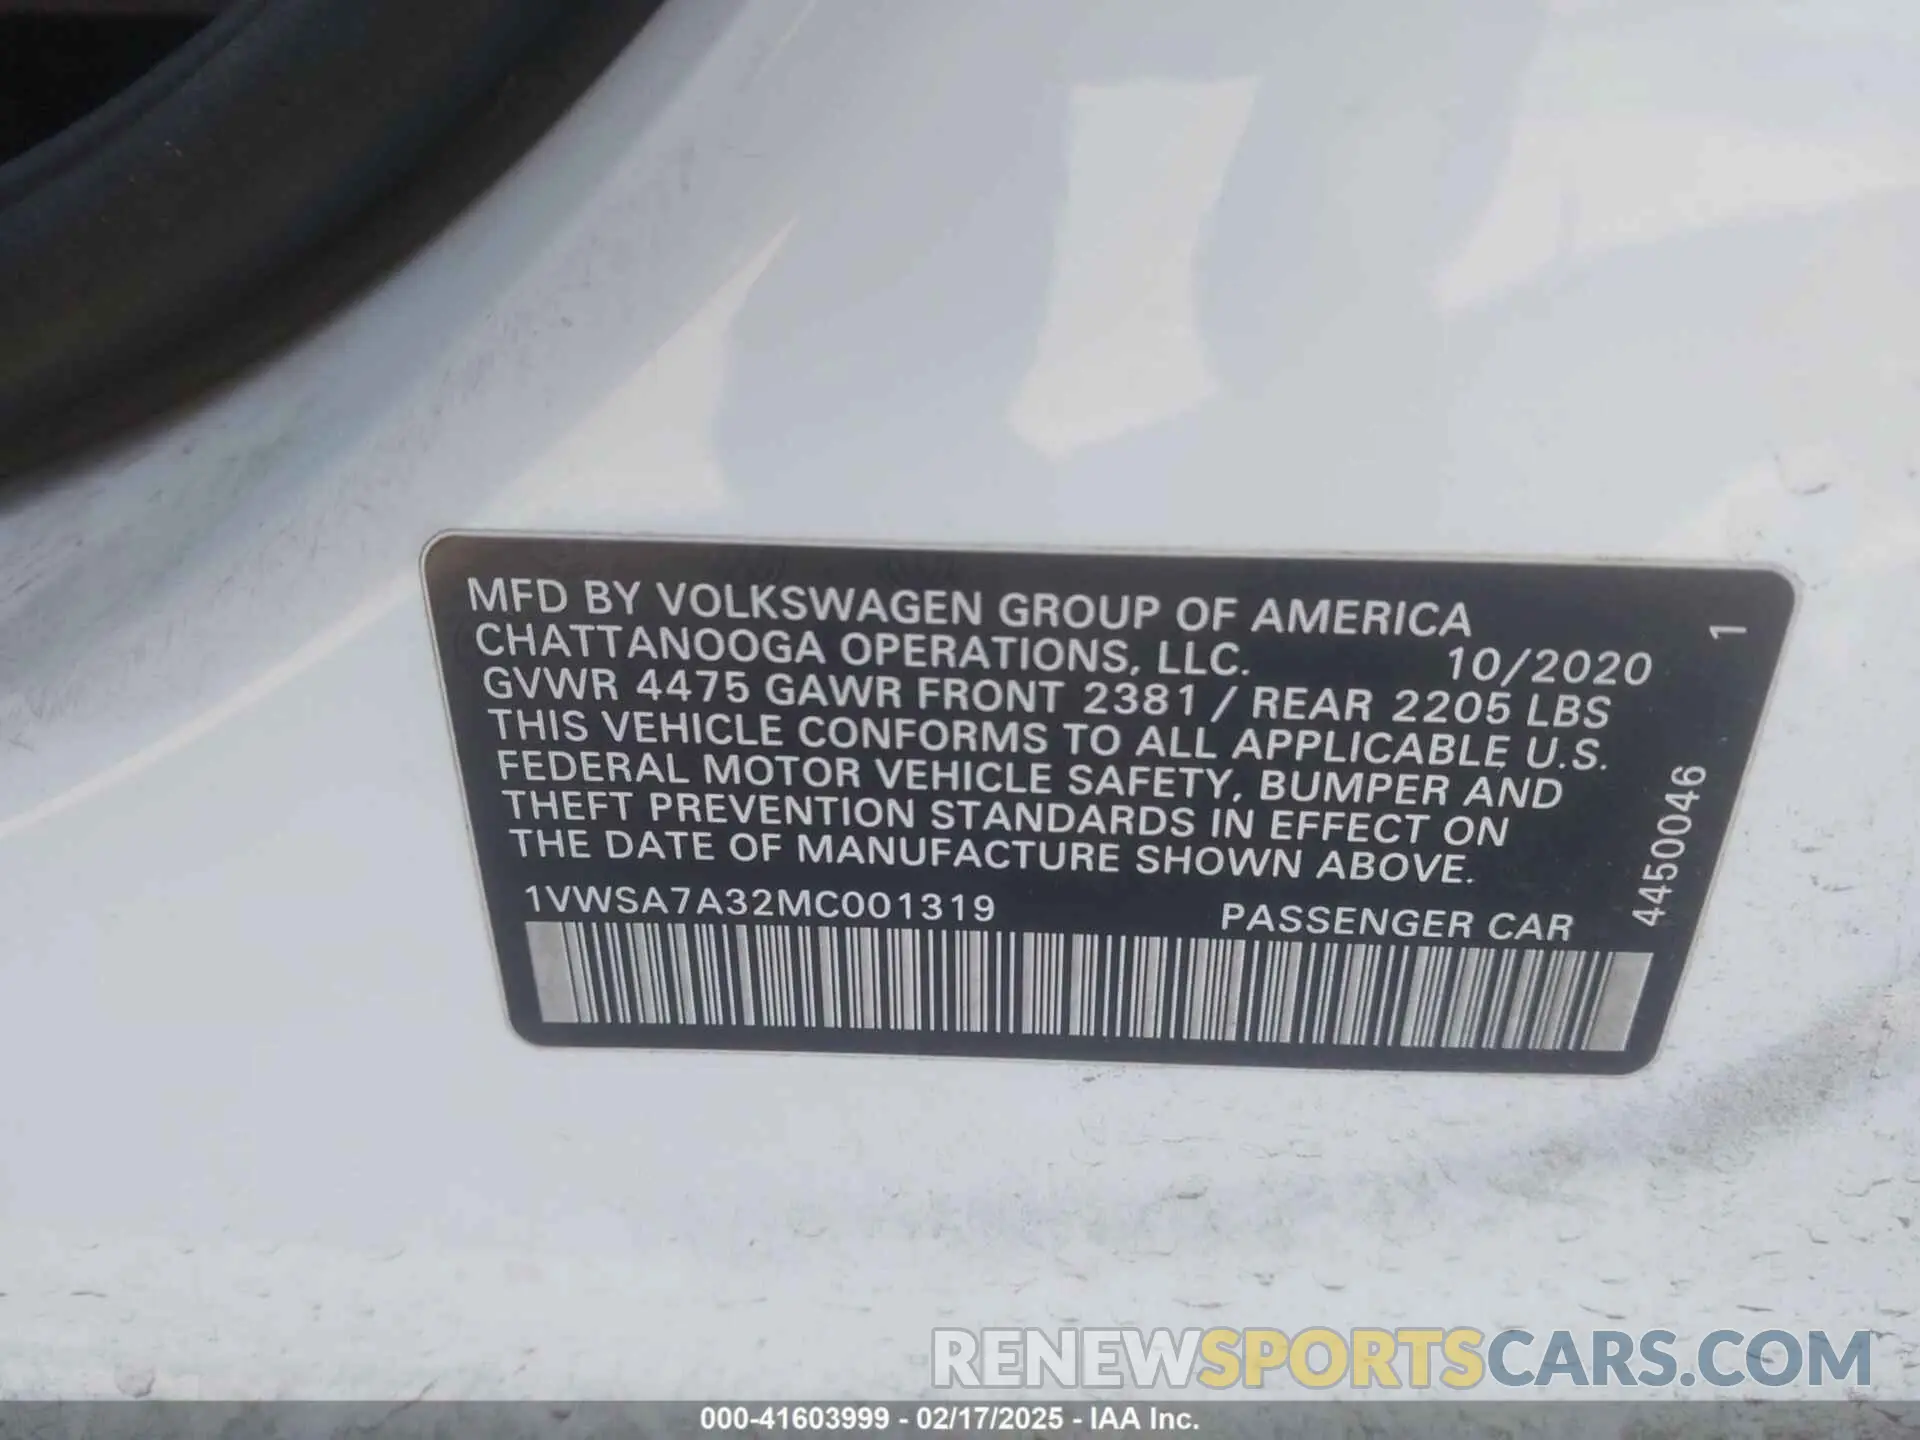 MFD BY VOLKSWAGEN GROUP OF AMERICA
CHATTANOOGA OPERATIONS, LLC. 10/2020
GVWR 4475 GAWR FRONT 2381 / REAR 2205 LBS
THIS VEHICLE CONFORMS TO ALL APPLICABLE U.S.
FEDERAL MOTOR VEHICLE SAFETY, BUMPER AND
THEFT PREVENTION STANDARDS IN EFFECT ON
THE DATE OF MANUFACTURE SHOWN ABOVE.
1VWSA7A32MC001319 PASSENGER CAR
4450046 1
RENEWSPORTSCARS.COM
000-41603999 - 02/17/2025 - IAA Inc.